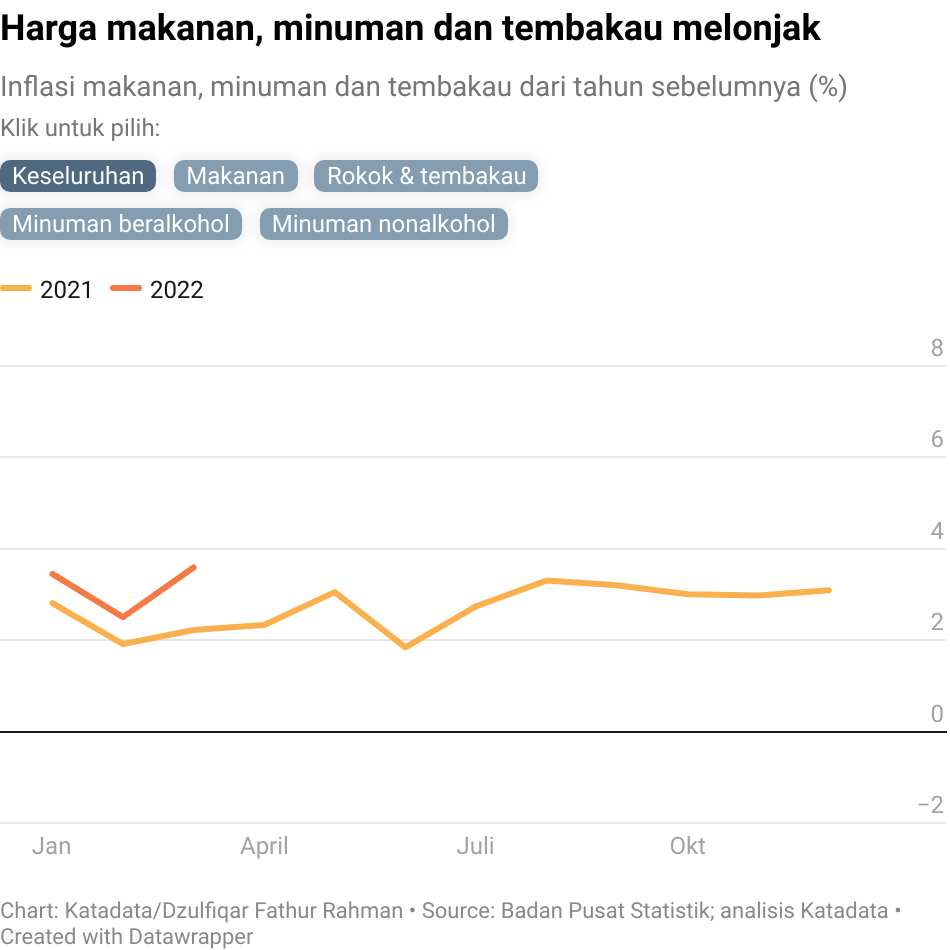 Harga makanan, minuman dan tembakau melonjak
Inflasi makanan, minuman dan tembakau dari tahun sebelumnya (%)
Klik untuk pilih:
Keseluruhan Makanan Rokok & tembakau
Minuman beralkohol Minuman nonalkohol
2021 2022
8
6
4
2
0
−2
Jan April Juli Okt
Chart: Katadata/Dzulfiqar Fathur Rahman • Source: Badan Pusat Statistik; analisis Katadata •
Created with Datawrapper